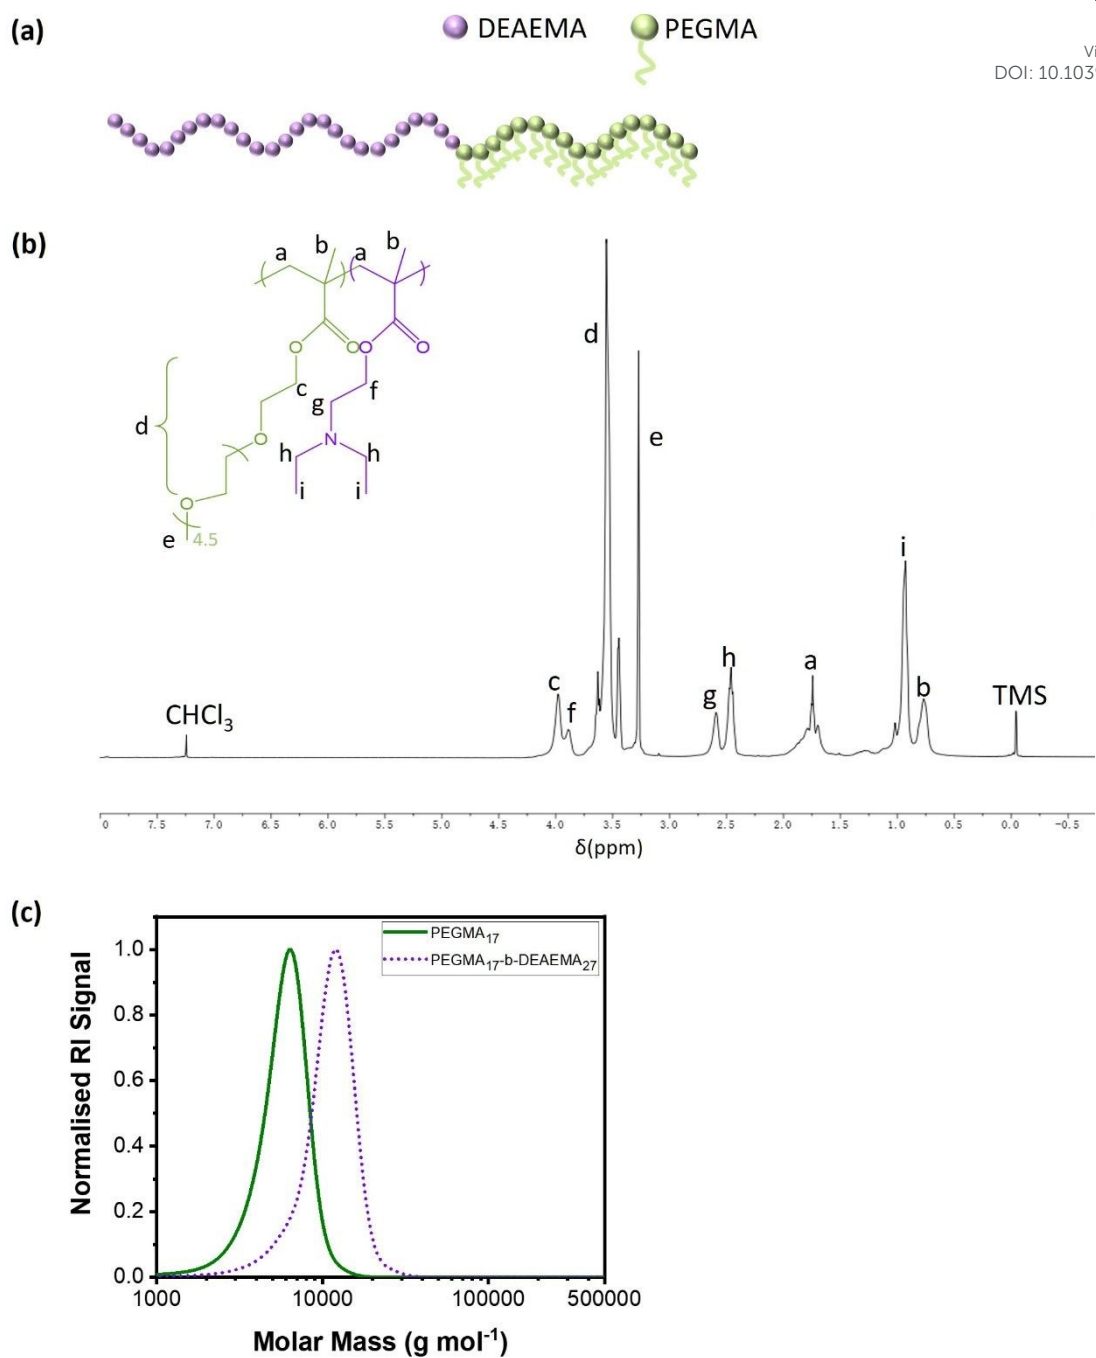 (a)
DEAEMA
PEGMA
Vi
DOI: 10.1039
(b)
a b a b
O O O O
c f
g
d
O N
h h
i i
O
e 4.5
d
e
i
c
f
g
h
a
b
CHCl₃
TMS
0 7.5 7.0 6.5 6.0 5.5 5.0 4.5 4.0 3.5 3.0 2.5 2.0 1.5 1.0 0.5 0.0 -0.5
δ(ppm)
(c)
PEGMA₁₇
PEGMA₁₇-b-DEAEMA₂₇
Normalised RI Signal
1.0
0.8
0.6
0.4
0.2
0.0
1000 10000 100000 500000
Molar Mass (g mol⁻¹)